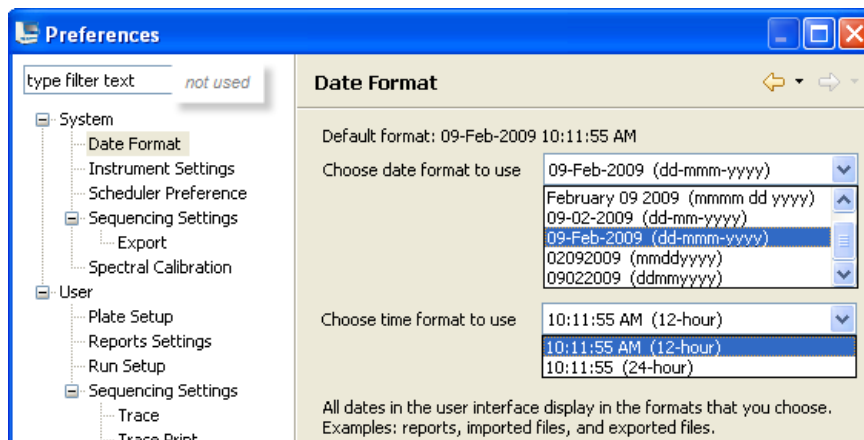 Preferences
type filter text
not used
System
Date Format
Instrument Settings
Scheduler Preference
Sequencing Settings
Export
Spectral Calibration
User
Plate Setup
Reports Settings
Run Setup
Sequencing Settings
Trace
Trace Print
Date Format
Default format: 09-Feb-2009 10:11:55 AM
Choose date format to use
09-Feb-2009 (dd-mmm-yyyy)
February 09 2009 (mmmm dd yyyy)
09-02-2009 (dd-mm-yyyy)
09-Feb-2009 (dd-mmm-yyyy)
02092009 (mmddyyyy)
09022009 (ddmmyyyy)
Choose time format to use
10:11:55 AM (12-hour)
10:11:55 AM (12-hour)
10:11:55 (24-hour)
All dates in the user interface display in the formats that you choose.
Examples: reports, imported files, and exported files.